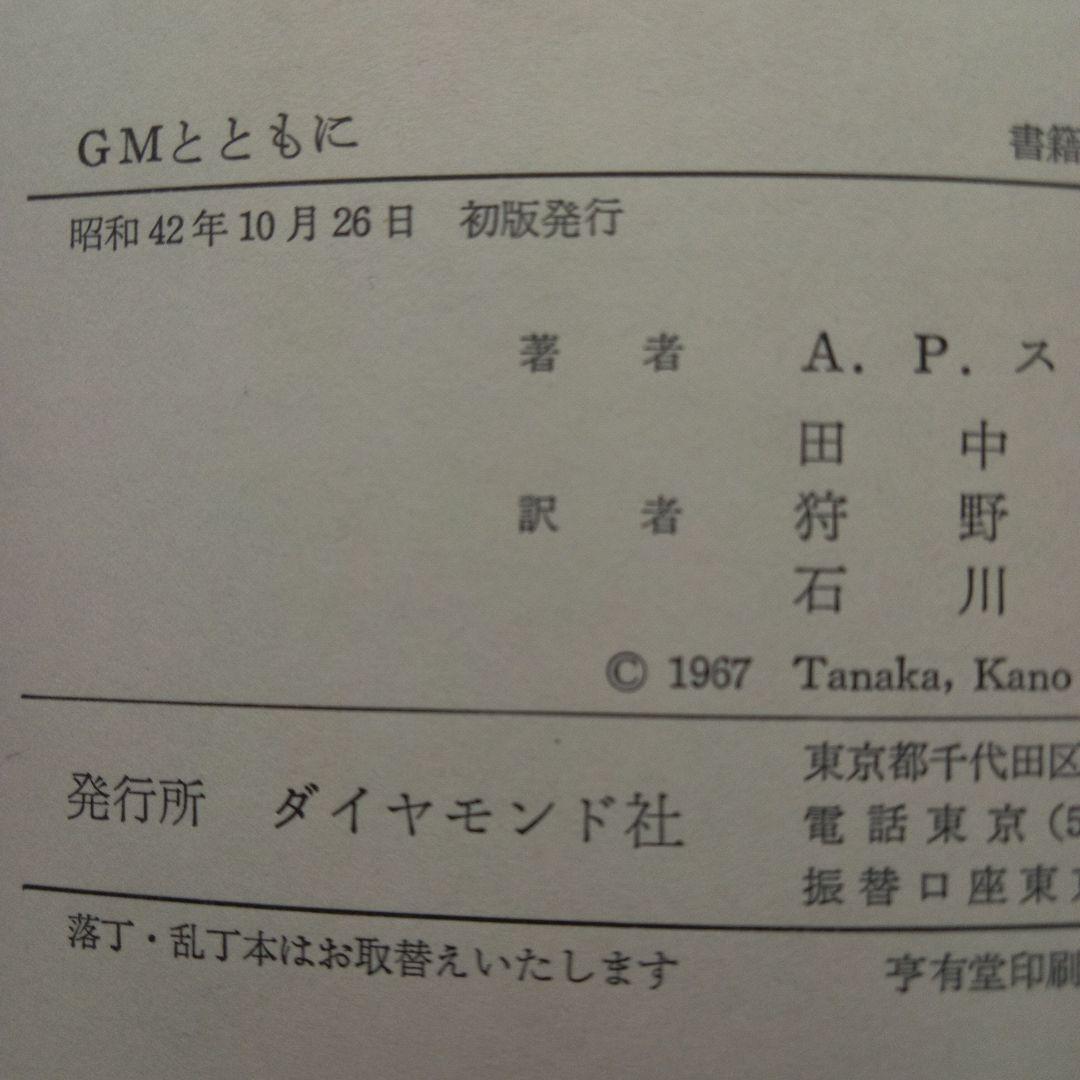 GMとともに 書籍
昭和42年10月26日 初版発行
著 者 A. P. ス
田 中
訳 者 狩 野
石 川
© 1967 Tanaka, Kano
発行所 ダイヤモンド社
東京都千代田区
電話東京(5
振替口座東京
落丁・乱丁本はお取替えいたします 亨有堂印刷